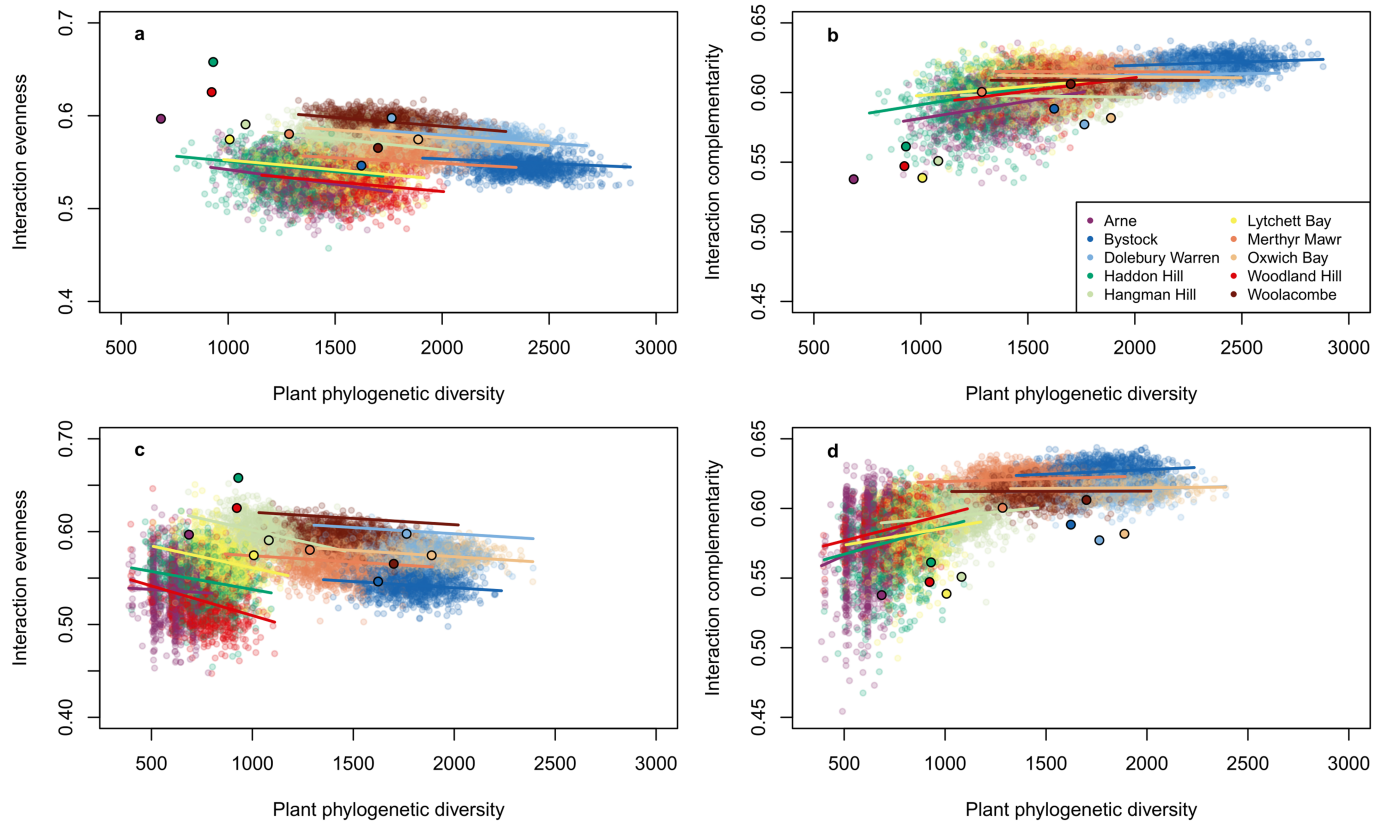 a
Interaction evenness
0.7
0.6
0.5
0.4
500 1000 1500 2000 2500 3000
Plant phylogenetic diversity
b
Interaction complementarity
0.65
0.60
0.55
0.50
0.45
500 1000 1500 2000 2500 3000
Plant phylogenetic diversity
Arne
Bystock
Dolebury Warren
Haddon Hill
Hangman Hill
Lytchett Bay
Merthyr Mawr
Oxwich Bay
Woodland Hill
Woolacombe
c
Interaction evenness
0.70
0.60
0.50
0.40
500 1000 1500 2000 2500 3000
Plant phylogenetic diversity
d
Interaction complementarity
0.65
0.60
0.55
0.50
0.45
500 1000 1500 2000 2500 3000
Plant phylogenetic diversity